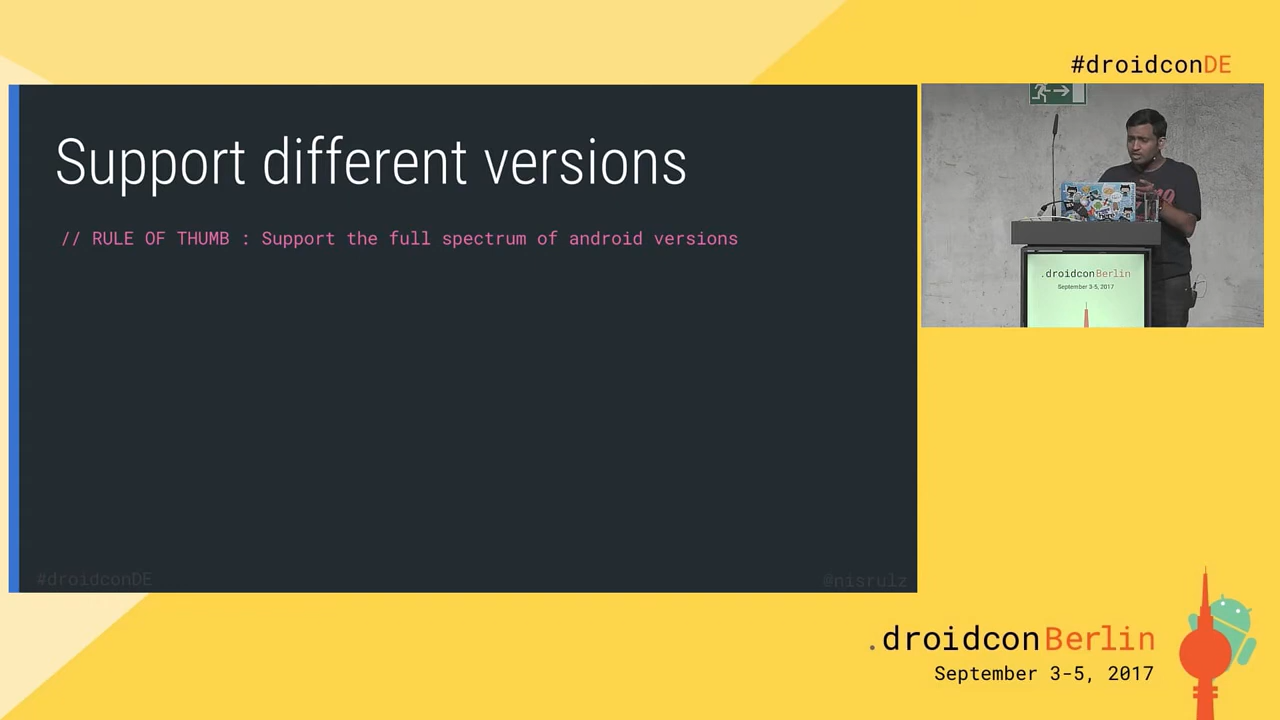 #droidconDE
Support different versions
// RULE OF THUMB : Support the full spectrum of android versions
.droidconBerlin
September 3-5, 2017
#droidconDE
@nisrulz
.droidconBerlin
September 3-5, 2017